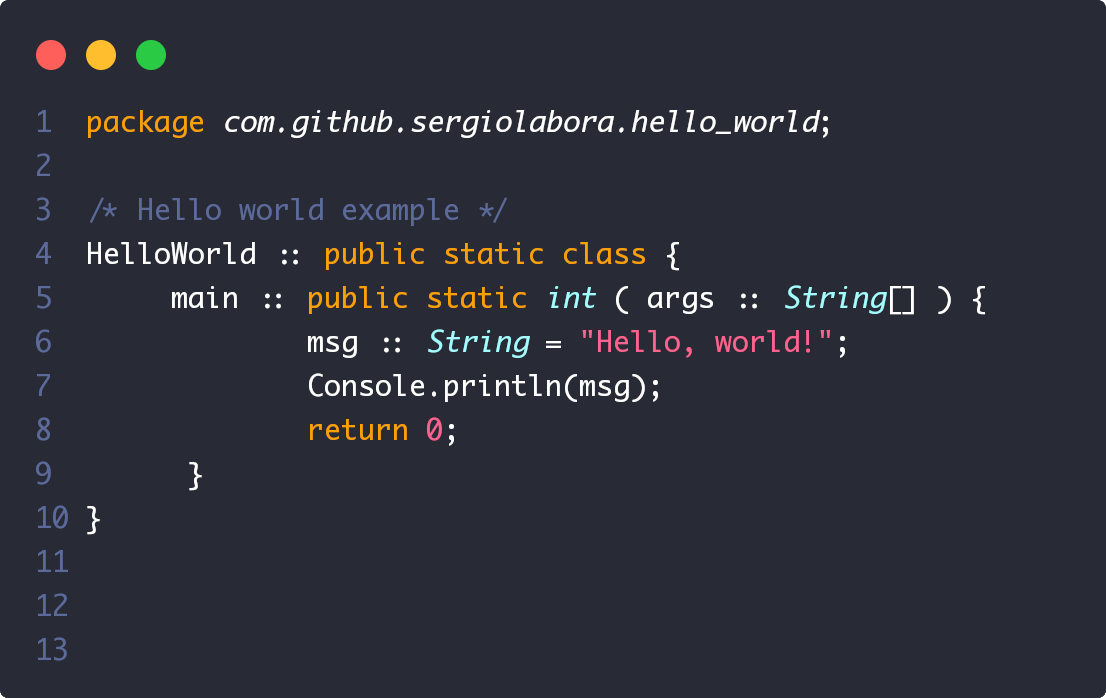 1 package com.github.sergiolabora.hello_world;
2
3 /* Hello world example */
4 HelloWorld :: public static class {
5 main :: public static int ( args :: String[] ) {
6 msg :: String = "Hello, world!";
7 Console.println(msg);
8 return 0;
9 }
10 }
11
12
13